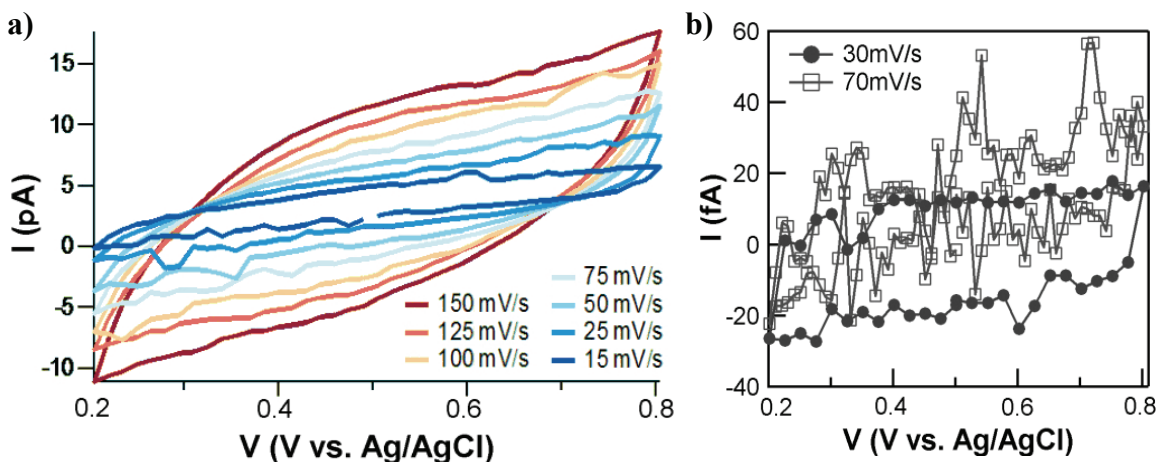 a)
I (pA)
15
10
5
0
-5
-10
0.2
0.4
0.6
0.8
V (V vs. Ag/AgCl)
150 mV/s
125 mV/s
100 mV/s
75 mV/s
50 mV/s
25 mV/s
15 mV/s
b)
I (fA)
60
40
20
0
-20
-40
0.2
0.4
0.6
0.8
V (V vs. Ag/AgCl)
30mV/s
70mV/s